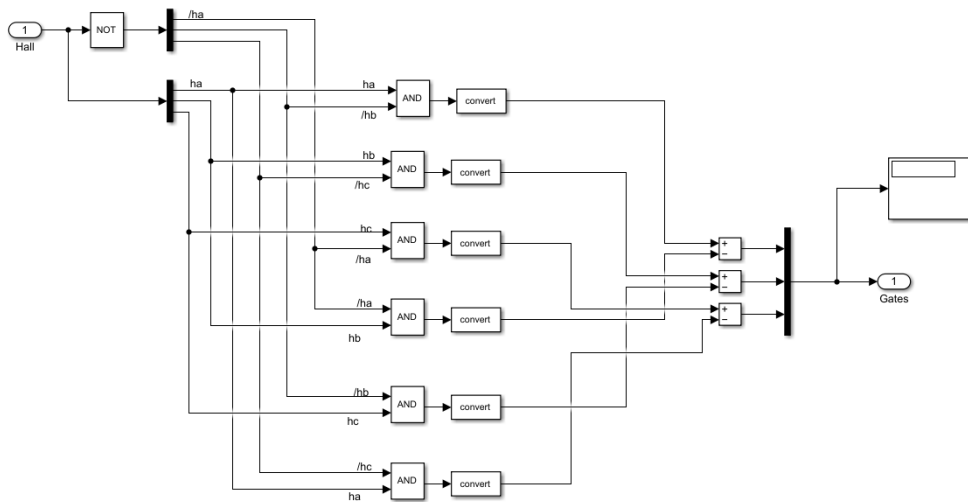 1
Hall
NOT
/ha
ha
ha
/hb
AND
convert
hb
/hc
AND
convert
hc
/ha
AND
convert
/ha
hb
AND
convert
/hb
hc
AND
convert
/hc
ha
AND
convert
+
−
+
−
+
−
1
Gates